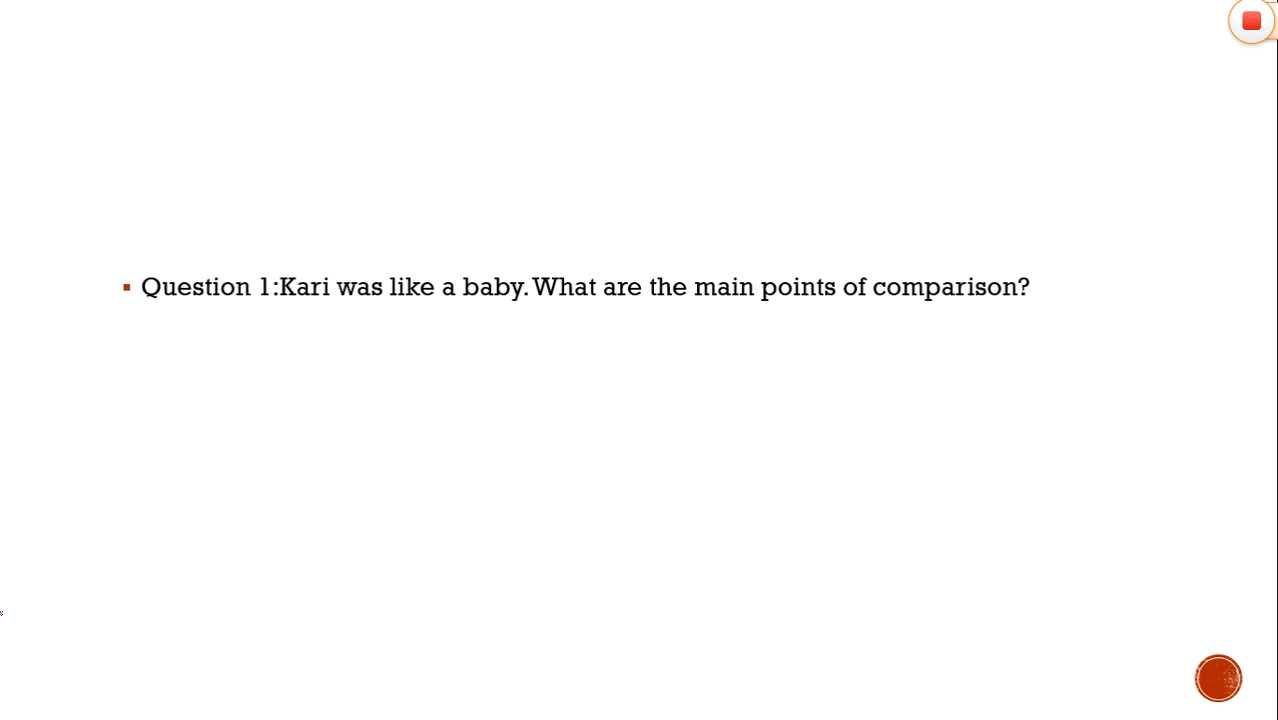 Question 1:Kari was like a baby. What are the main points of comparison?